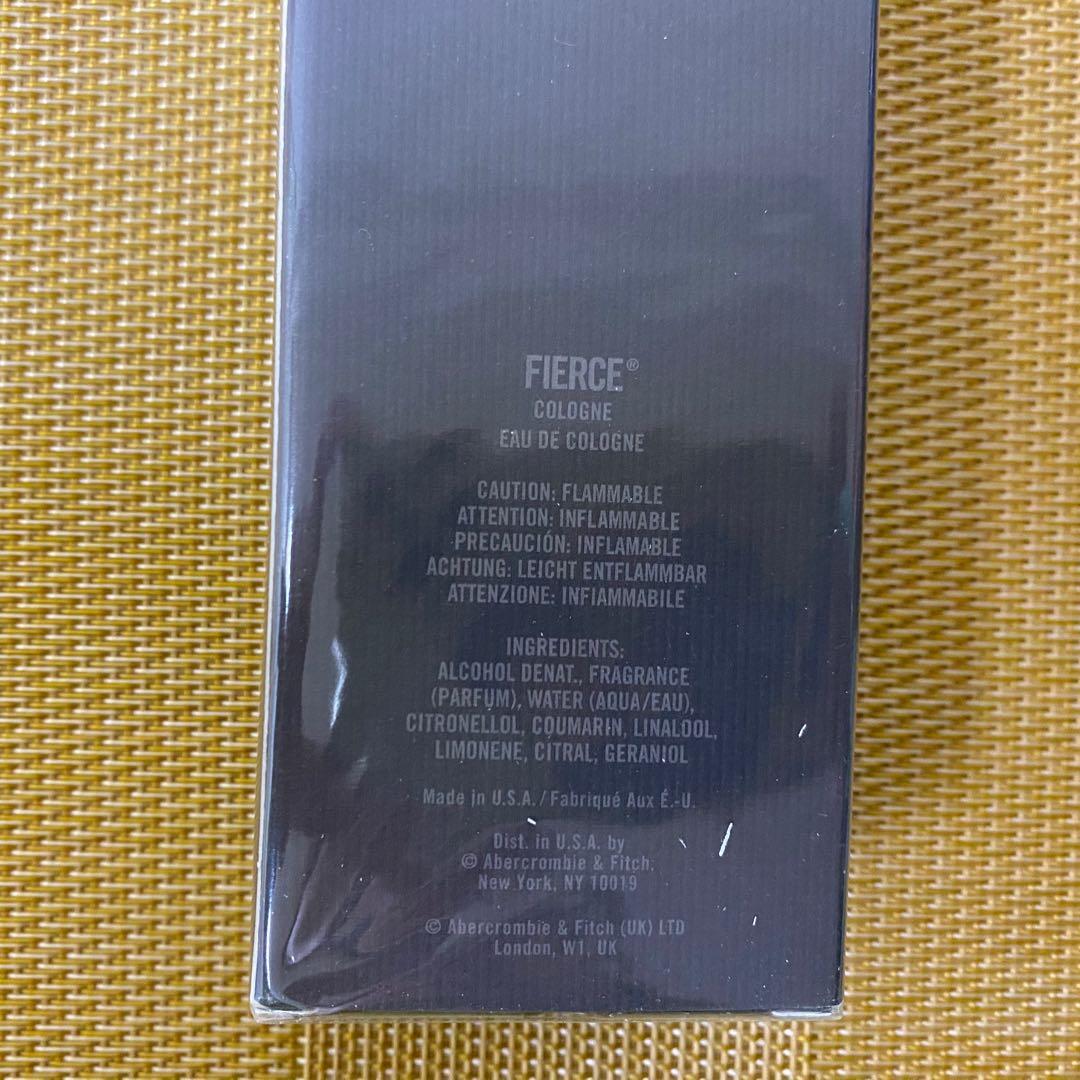 FIERCE®
COLOGNE
EAU DE COLOGNE
CAUTION: FLAMMABLE
ATTENTION: INFLAMMABLE
PRECAUCIÓN: INFLAMABLE
ACHTUNG: LEICHT ENTFLAMMBAR
ATTENZIONE: INFIAMMABILE
INGREDIENTS:
ALCOHOL DENAT., FRAGRANCE
(PARFUM), WATER (AQUA/EAU),
CITRONELLOL, COUMARIN, LINALOOL,
LIMONENE, CITRAL, GERANIOL
Made in U.S.A. / Fabriqué Aux É.-U.
Dist. in U.S.A. by
© Abercrombie & Fitch,
New York, NY 10019
© Abercrombie & Fitch (UK) LTD
London, W1, UK